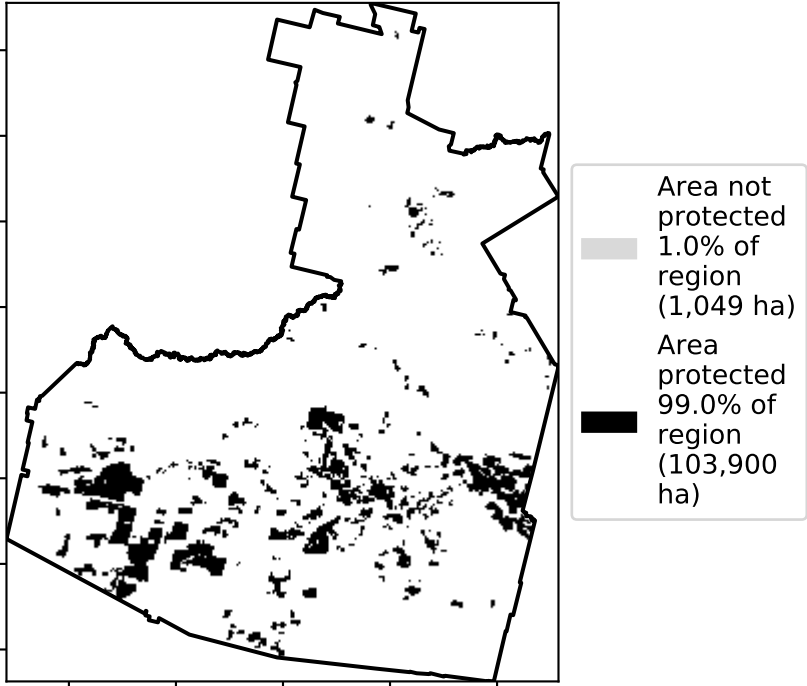 Area not
protected
1.0% of
region
(1,049 ha)
Area
protected
99.0% of
region
(103,900
ha)